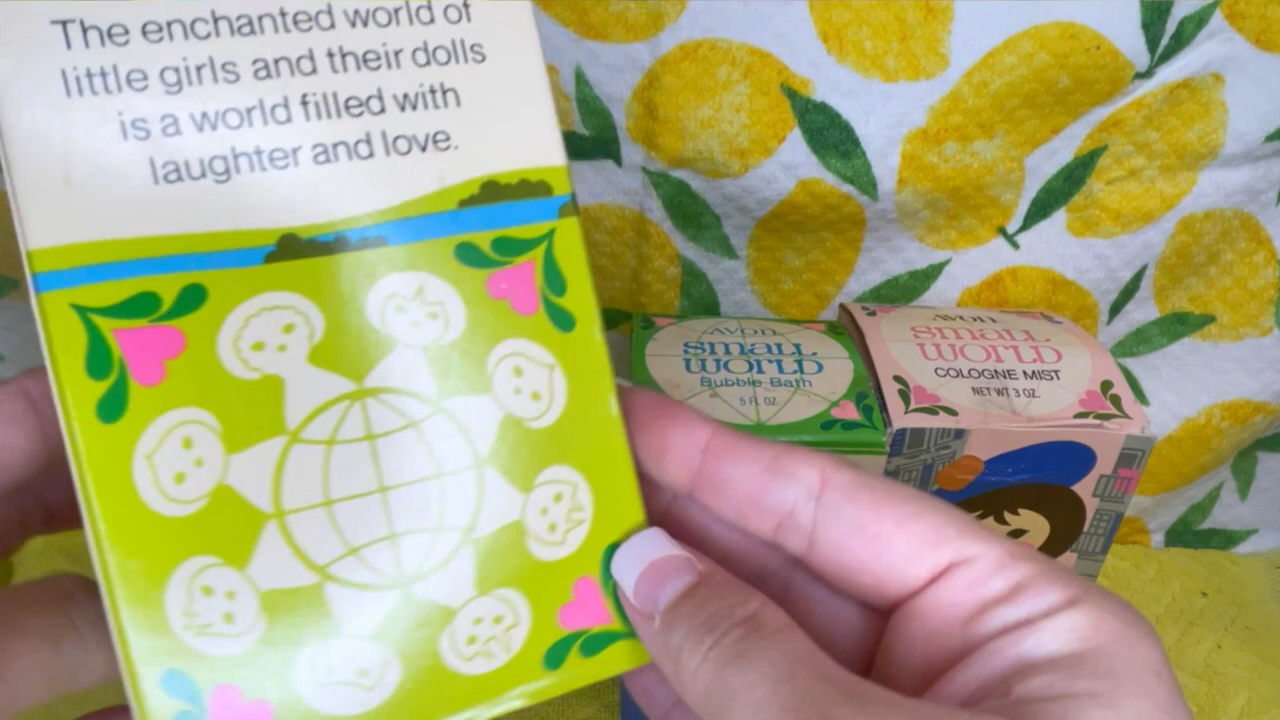 The enchanted world of
little girls and their dolls
is a world filled with
laughter and love.
AVON
small
world
Bubble Bath
5 FL. OZ.
AVON
small
world
COLOGNE MIST
NET WT 3 OZ.